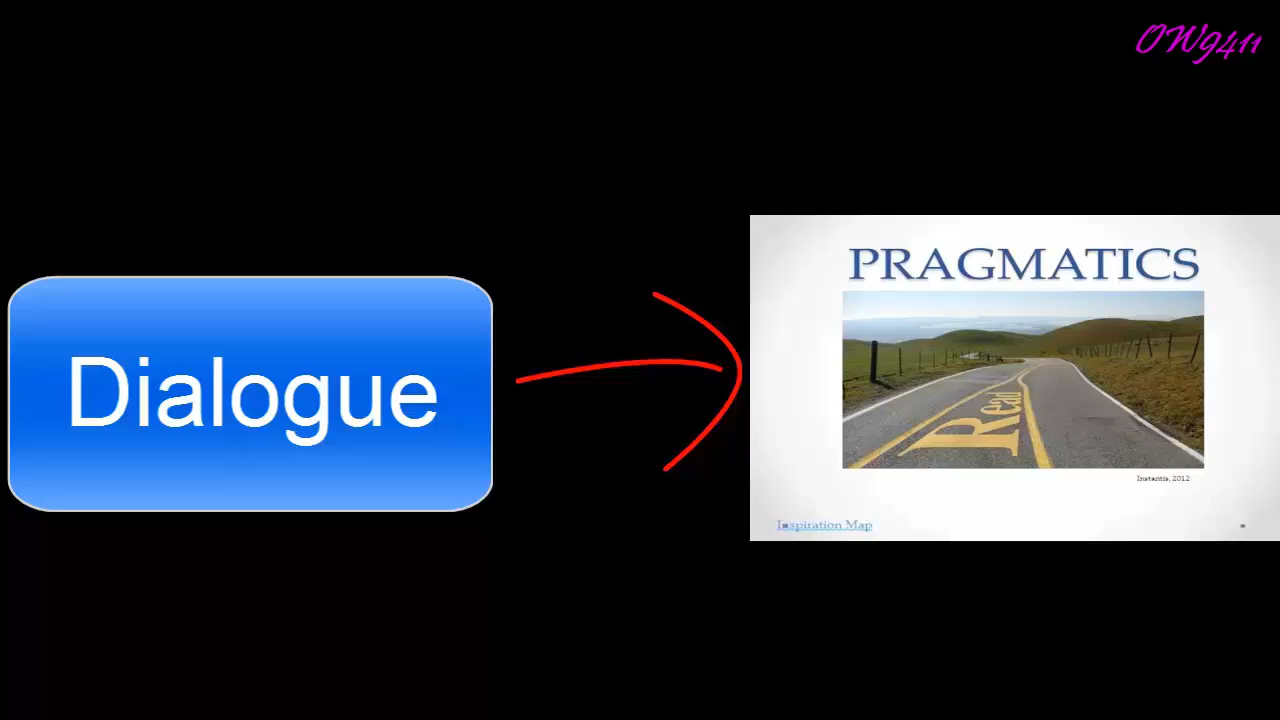 OW9411
PRAGMATICS
Dialogue
Read
Instantis, 2012
Inspiration Map